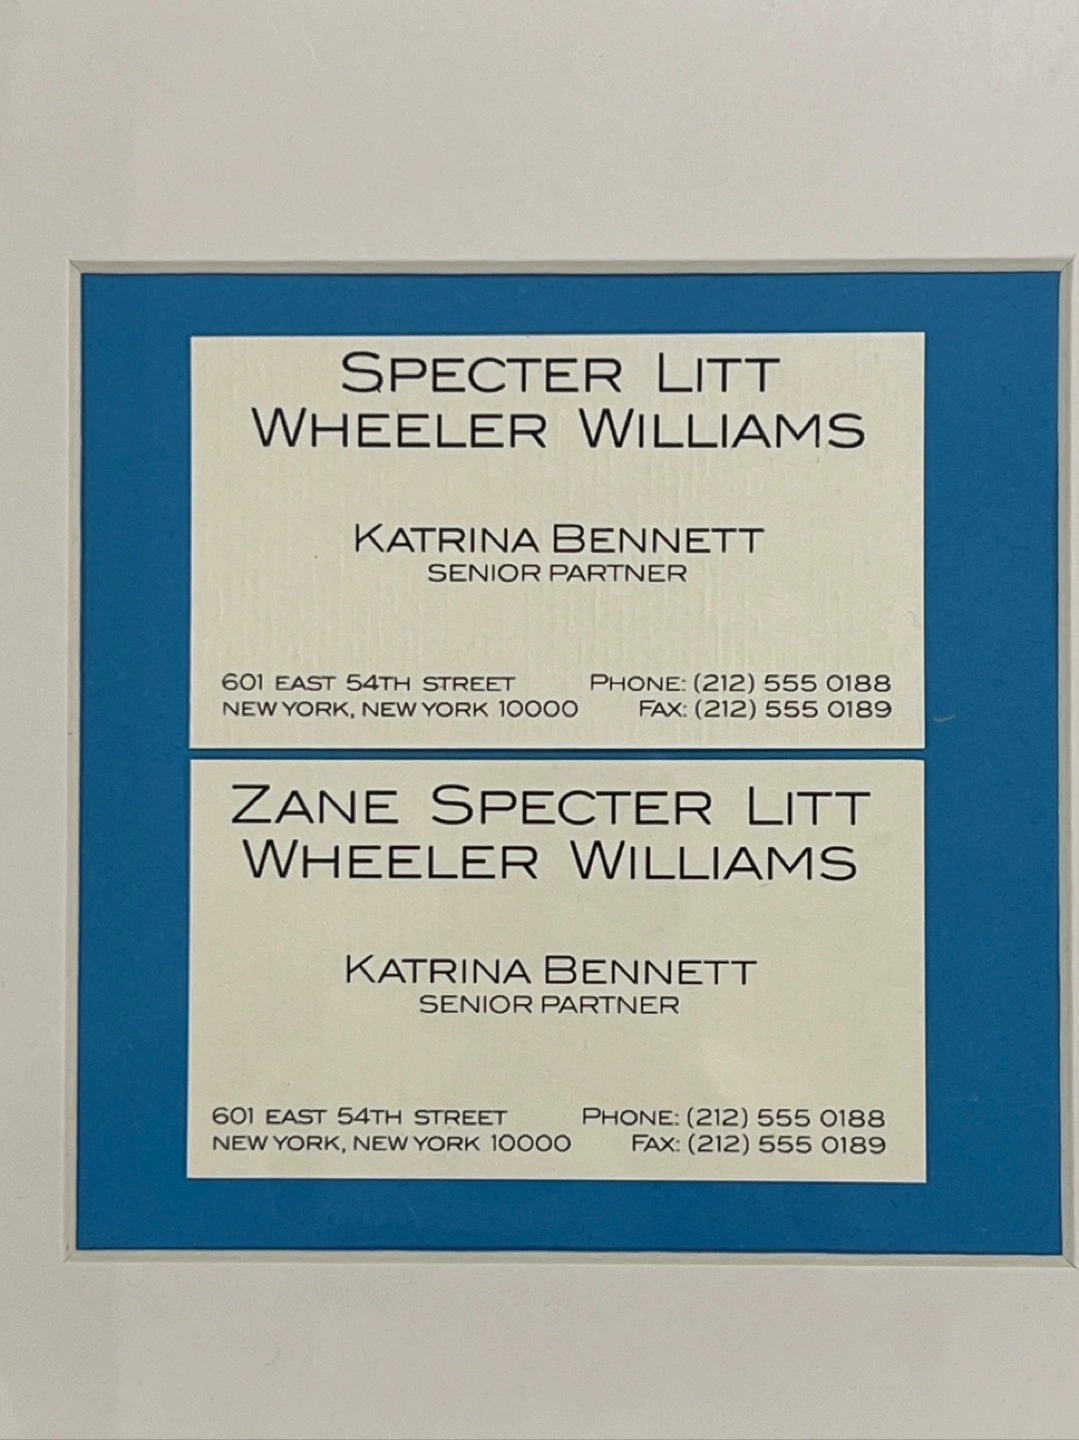 SPECTER LITT
WHEELER WILLIAMS
KATRINA BENNETT
SENIOR PARTNER
601 EAST 54TH STREET PHONE: (212) 555 0188
NEW YORK, NEW YORK 10000 FAX: (212) 555 0189
ZANE SPECTER LITT
WHEELER WILLIAMS
KATRINA BENNETT
SENIOR PARTNER
601 EAST 54TH STREET PHONE: (212) 555 0188
NEW YORK, NEW YORK 10000 FAX: (212) 555 0189